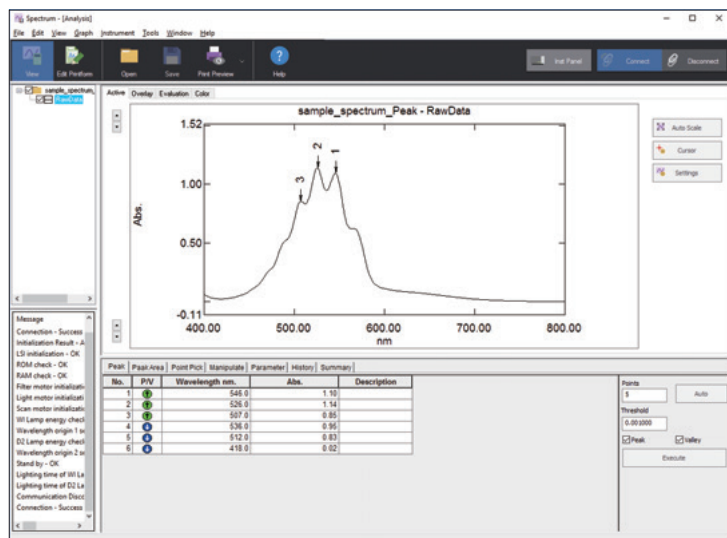 Spectrum - [Analysis]
File Edit View Graph Instrument Tools Window Help
View Edit Printform Open Save Print Preview Help Inst Panel Connect Disconnect
sample_spectrum_
RawData
Active Overlay Evaluation Color
sample_spectrum_Peak - RawData
1.52
1.00
0.50
-0.11
Abs.
3 2 1
400.00 500.00 600.00 700.00 800.00
nm
Auto Scale
Cursor
Settings
Message
Connection - Success
Initialization Result - A
LSI initialization - OK
ROM check - OK
RAM check - OK
Filter motor initializatio
Light motor initializatio
Scan motor initializatio
WI Lamp energy check
Wavelength origin 1 se
D2 Lamp energy check
Wavelength origin 2 se
Stand by - OK
Lighting time of WI La
Lighting time of D2 La
Communication Disco
Connection - Success
Peak Peak Area Point Pick Manipulate Parameter History Summary
No. P/V Wavelength nm. Abs. Description
1 546.0 1.10
2 526.0 1.14
3 507.0 0.85
4 536.0 0.95
5 512.0 0.83
6 418.0 0.02
Points
5
Auto
Threshold
0.001000
Peak Valley
Execute